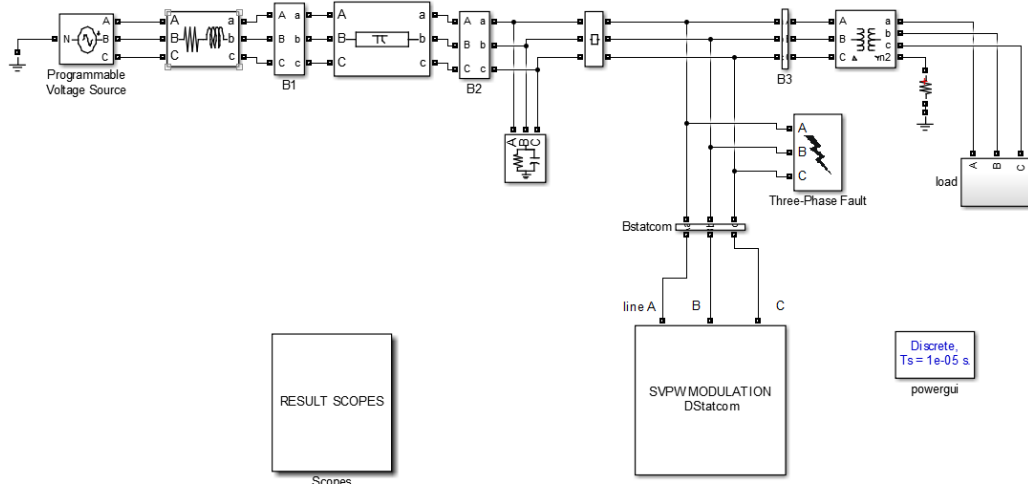 A A a A a A a A a A A a
N B B b B b B b B b B B b
C C c C c C c C c C C c n2
Programmable
Voltage Source
B1
B2
B3
A B C
A
B
C
Three-Phase Fault
A B C
load
Bstatcom
a b c
line A B C
SVPW MODULATION
DStatcom
RESULT SCOPES
Scopes
Discrete,
Ts = 1e-05 s.
powergui